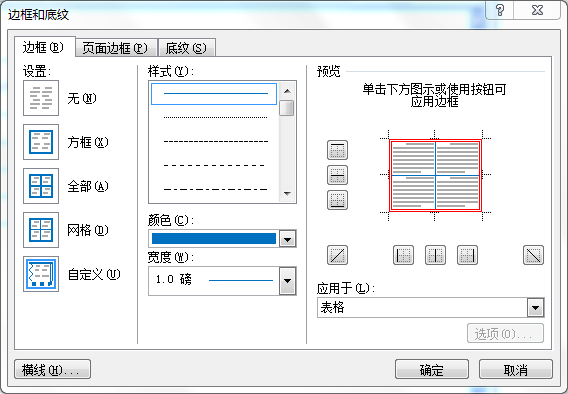 边框和底纹
边框(B)
页面边框(P)
底纹(S)
设置:
无(N)
方框(X)
全部(A)
网格(D)
自定义(U)
样式(Y):
颜色(C):
宽度(W):
1.0 磅
预览
单击下方图示或使用按钮可
应用边框
应用于(L):
表格
选项(O)...
横线(H)...
确定
取消